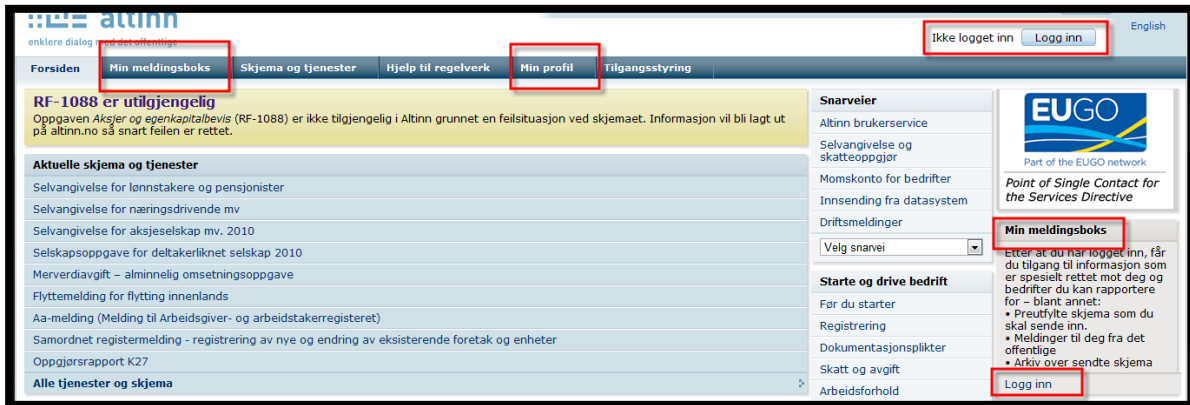 altinn
enklere dialog med det offentlige
Ikke logget inn Logg inn
English
Forsiden Min meldingsboks Skjema og tjenester Hjelp til regelverk Min profil Tilgangsstyring
RF-1088 er utilgjengelig
Oppgaven Aksjer og egenkapitalbevis (RF-1088) er ikke tilgjengelig i Altinn grunnet en feilsituasjon ved skjemaet. Informasjon vil bli lagt ut
på altinn.no så snart feilen er rettet.
Aktuelle skjema og tjenester
Selvangivelse for lønnstakere og pensjonister
Selvangivelse for næringsdrivende mv
Selvangivelse for aksjeselskap mv. 2010
Selskapsoppgave for deltakerliknet selskap 2010
Merverdiavgift – alminnelig omsetningsoppgave
Flyttemelding for flytting innenlands
Aa-melding (Melding til Arbeidsgiver- og arbeidstakerregisteret)
Samordnet registermelding - registrering av nye og endring av eksisterende foretak og enheter
Oppgjørsrapport K27
Alle tjenester og skjema
Snarveier
Altinn brukerservice
Selvangivelse og
skatteoppgjør
Momskonto for bedrifter
Innsending fra datasystem
Driftsmeldinger
Velg snarvei
Starte og drive bedrift
Før du starter
Registrering
Dokumentasjonsplikter
Skatt og avgift
Arbeidsforhold
EUGO
Part of the EUGO network
Point of Single Contact for
the Services Directive
Min meldingsboks
Etter at du har logget inn, får
du tilgang til informasjon som
er spesielt rettet mot deg og
bedrifter du kan rapportere
for – blant annet:
• Preutfylte skjema som du
skal sende inn.
• Meldinger til deg fra det
offentlige
• Arkiv over sendte skjema
Logg inn